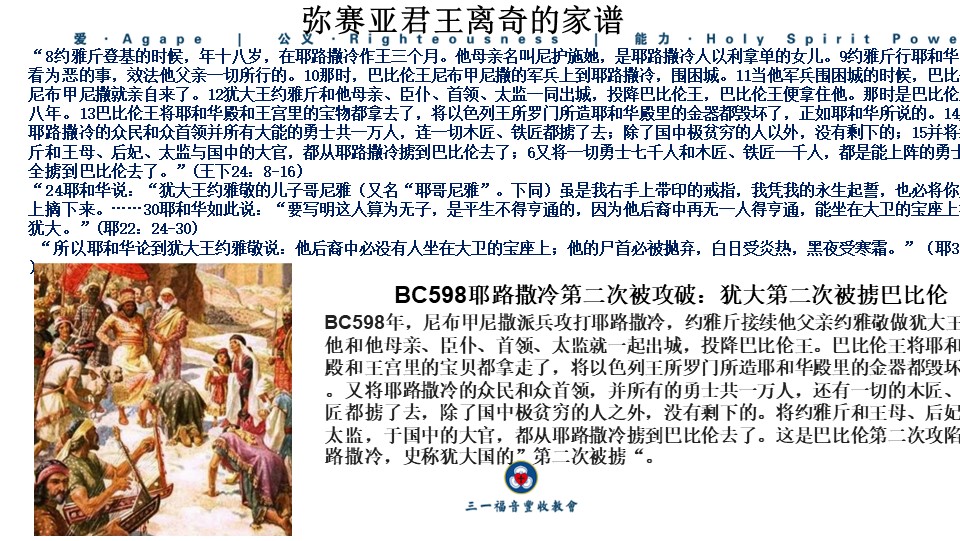 弥赛亚君王离奇的家谱
爱 · Agape | 公义 · Righteousness | 能力 · Holy Spirit Powe
“ 8约雅斤登基的时候，年十八岁，在耶路撒冷作王三个月。他母亲名叫尼护施她，是耶路撒冷人以利拿单的女儿。9约雅斤行耶和华
看为恶的事，效法他父亲一切所行的。10那时，巴比伦王尼布甲尼撒的军兵上到耶路撒冷，围困城。11当他军兵围困城的时候，巴比
尼布甲尼撒就亲自来了。12犹大王约雅斤和他母亲、臣仆、首领、太监一同出城，投降巴比伦王，巴比伦王便拿住他。那时是巴比伦
八年。13巴比伦王将耶和华殿和王宫里的宝物都拿去了，将以色列王所罗门所造耶和华殿里的金器都毁坏了，正如耶和华所说的。14
耶路撒冷的众民和众首领并所有大能的勇士共一万人，连一切木匠、铁匠都掳了去；除了国中极贫穷的人以外，没有剩下的；15并将
斤和王母、后妃、太监与国中的大官，都从耶路撒冷掳到巴比伦去了；6又将一切勇士七千人和木匠、铁匠一千人，都是能上阵的勇士
全掳到巴比伦去了。”(王下24：8-16)
“24耶和华说：“犹大王约雅敬的儿子哥尼雅（又名“耶哥尼雅”。下同）虽是我右手上带印的戒指，我凭我的永生起誓，也必将你
上摘下来。……30耶和华如此说：“要写明这人算为无子，是平生不得亨通的，因为他后裔中再无一人得亨通，能坐在大卫的宝座上
犹大。”(耶22：24-30)
“所以耶和华论到犹大王约雅敬说：他后裔中必没有人坐在大卫的宝座上；他的尸首必被抛弃，白日受炎热，黑夜受寒霜。” （耶3
）
BC598耶路撒冷第二次被攻破：犹大第二次被掳巴比伦
BC598年，尼布甲尼撒派兵攻打耶路撒冷，约雅斤接续他父亲约雅敬做犹大王
他和他母亲、臣仆、首领、太监就一起出城，投降巴比伦王。巴比伦王将耶和
殿和王宫里的宝贝都拿走了，将以色列王所罗门所造耶和华殿里的金器都毁坏
。又将耶路撒冷的众民和众首领，并所有的勇士共一万人，还有一切的木匠、
匠都掳了去，除了国中极贫穷的人之外，没有剩下的。将约雅斤和王母、后妃
太监，于国中的大官，都从耶路撒冷掳到巴比伦去了。这是巴比伦第二次攻陷
路撒冷，史称犹大国的”第二次被掳“。
三一福音豐收教會